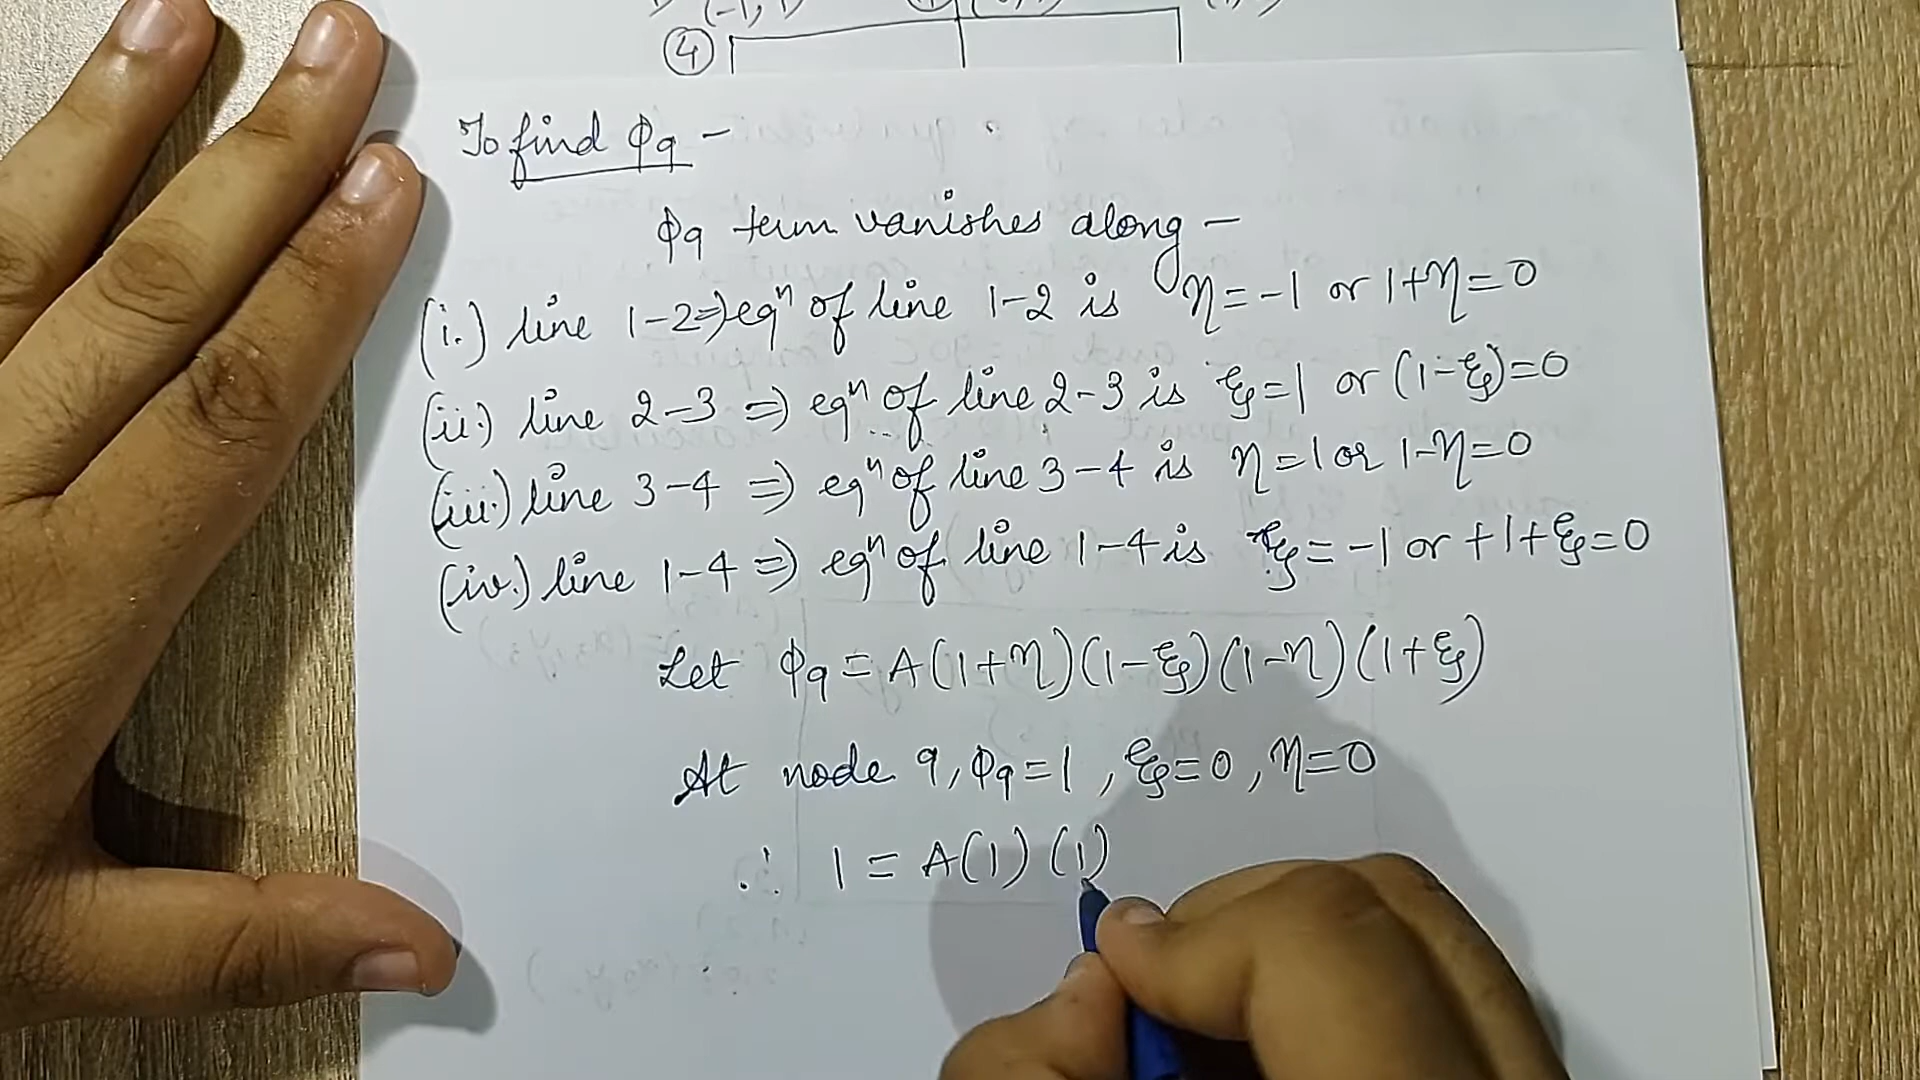 (-1,1)
④
To find ϕ9 -
ϕ9 term vanishes along -
(i.) line 1-2 => eqⁿ of line 1-2 is η=-1 or 1+η=0
(ii.) line 2-3 => eqⁿ of line 2-3 is ξ=1 or (1-ξ)=0
(iii.) line 3-4 => eqⁿ of line 3-4 is η=1 or 1-η=0
(iv.) line 1-4 => eqⁿ of line 1-4 is ξ=-1 or +1+ξ=0
Let ϕ9 = A(1+η)(1-ξ)(1-η)(1+ξ)
At node 9, ϕ9=1, ξ=0, η=0
∴ 1 = A(1)(1)